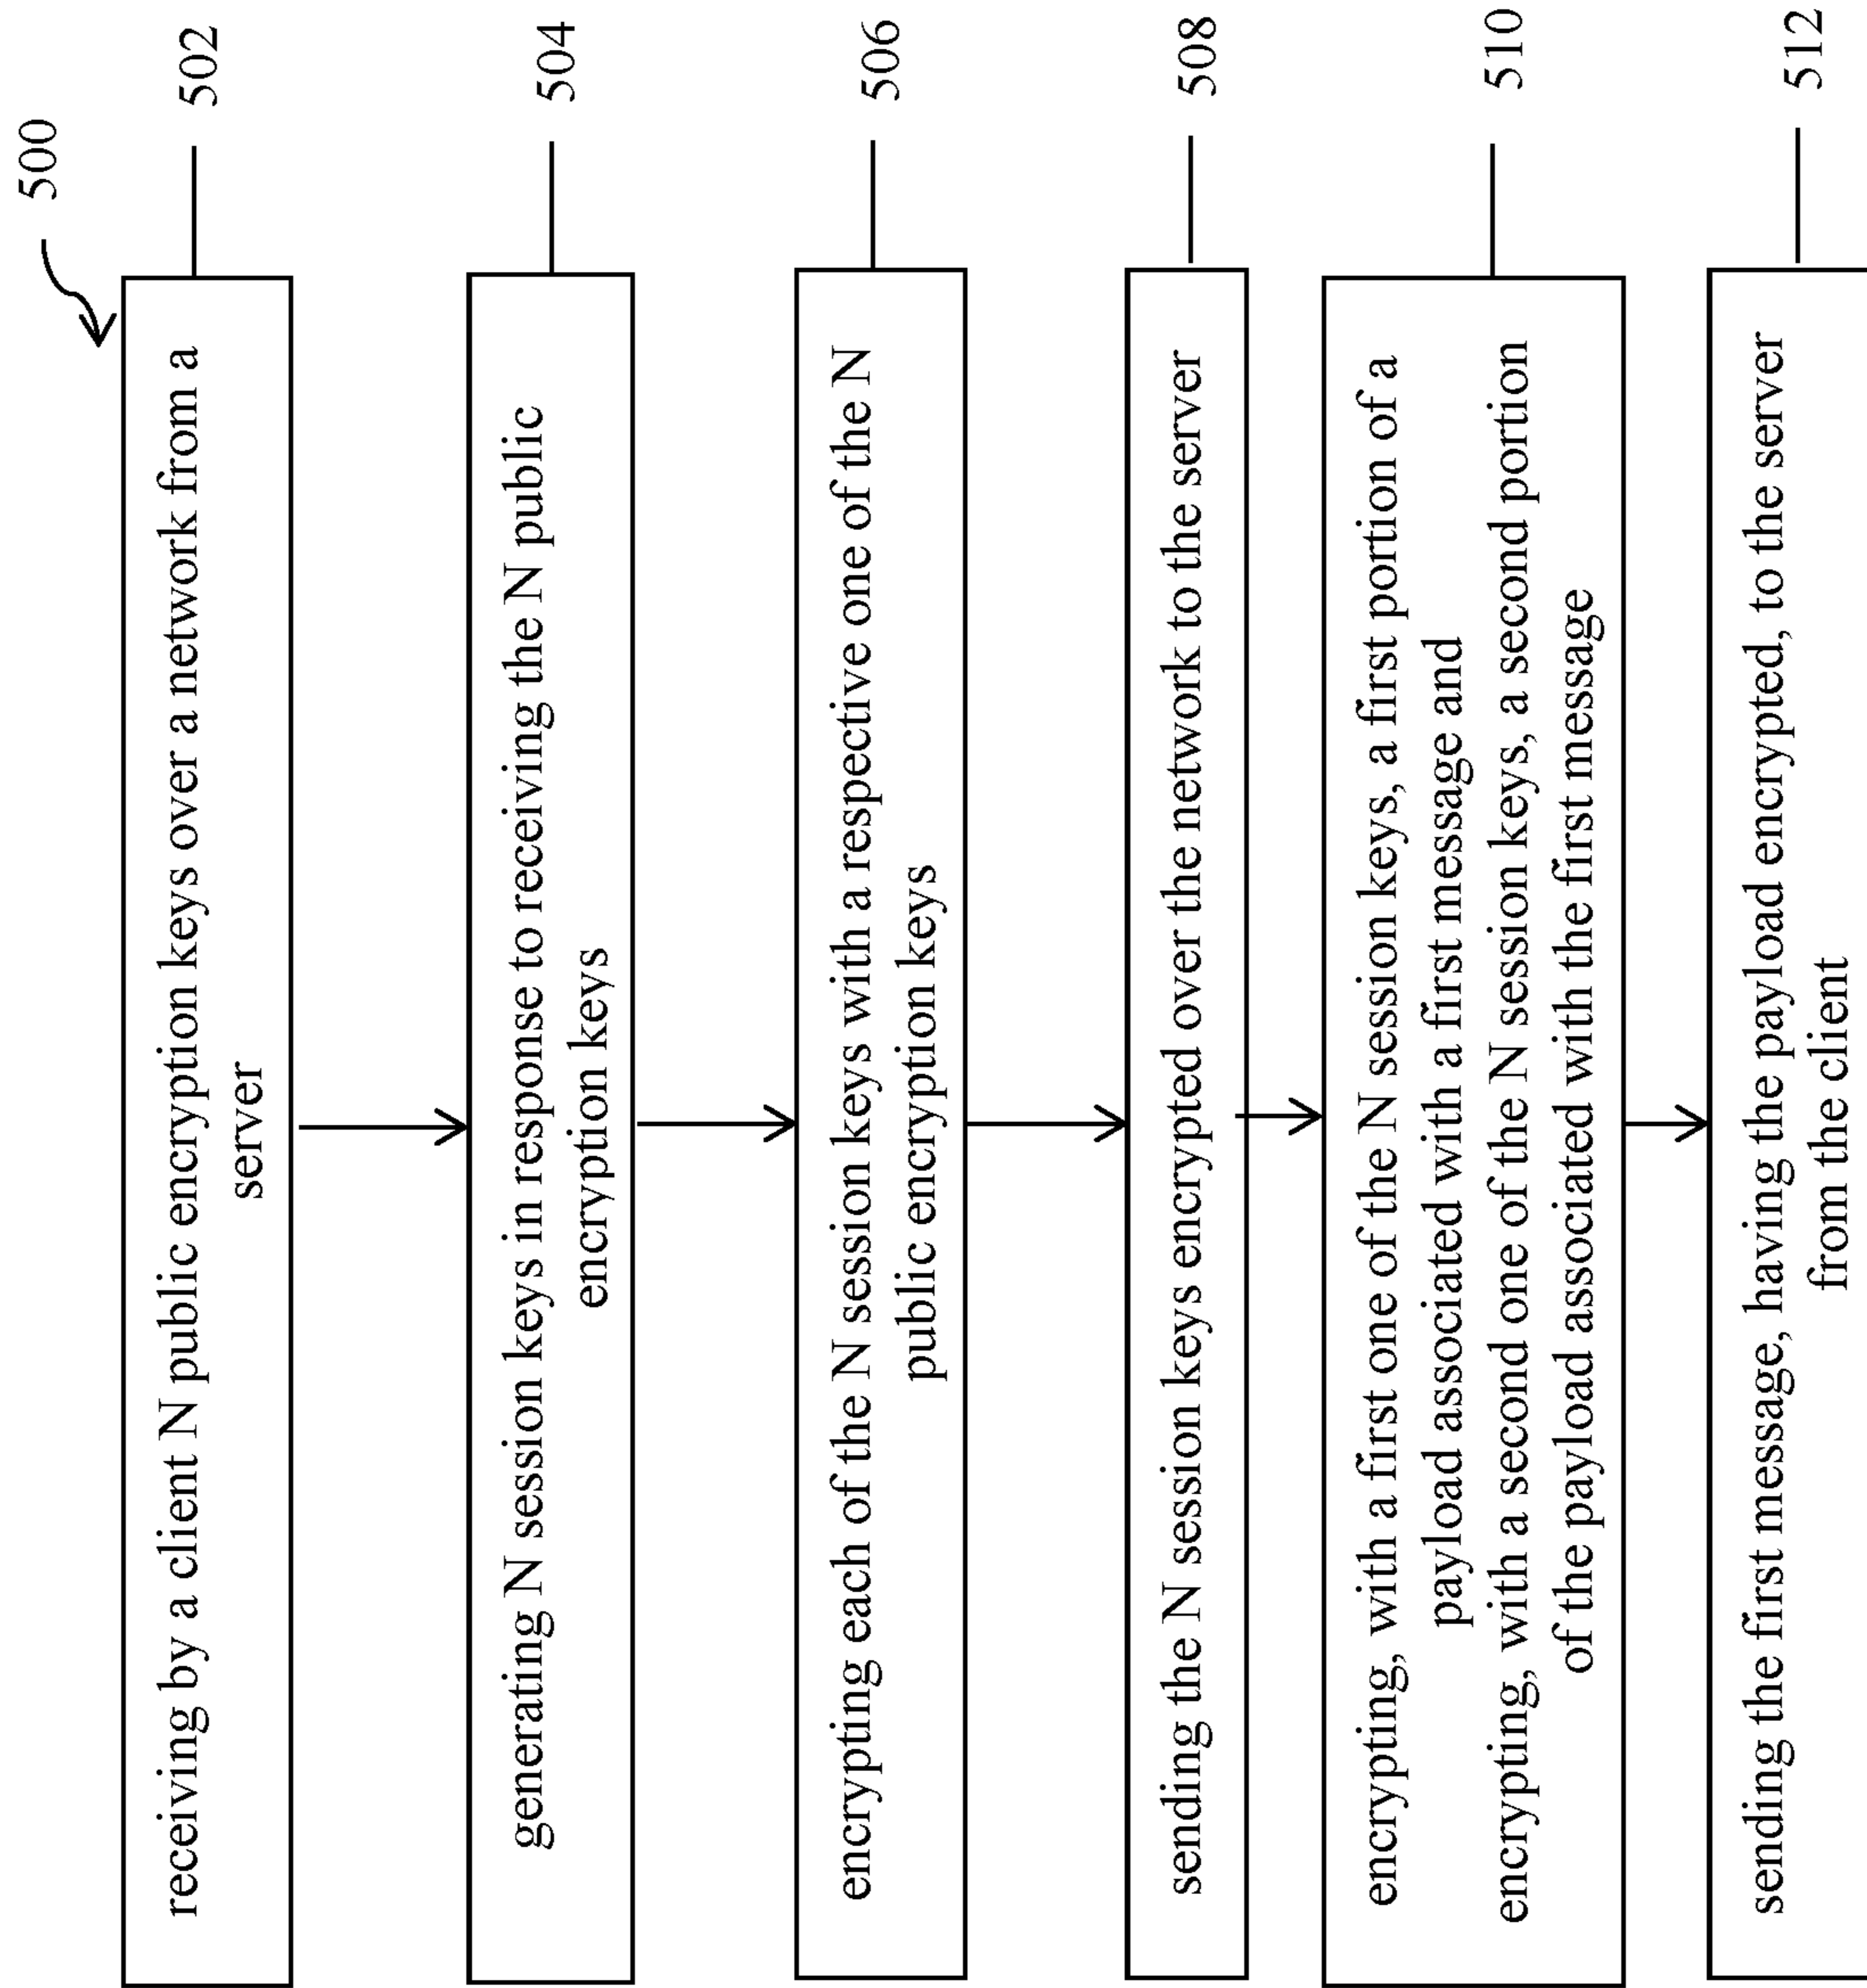 500
receiving by a client N public encryption keys over a network from a
server
502
generating N session keys in response to receiving the N public
encryption keys
504
encrypting each of the N session keys with a respective one of the N
public encryption keys
506
sending the N session keys encrypted over the network to the server
508
encrypting, with a first one of the N session keys, a first portion of a
payload associated with a first message and
encrypting, with a second one of the N session keys, a second portion
of the payload associated with the first message
510
sending the first message, having the payload encrypted, to the server
from the client
512